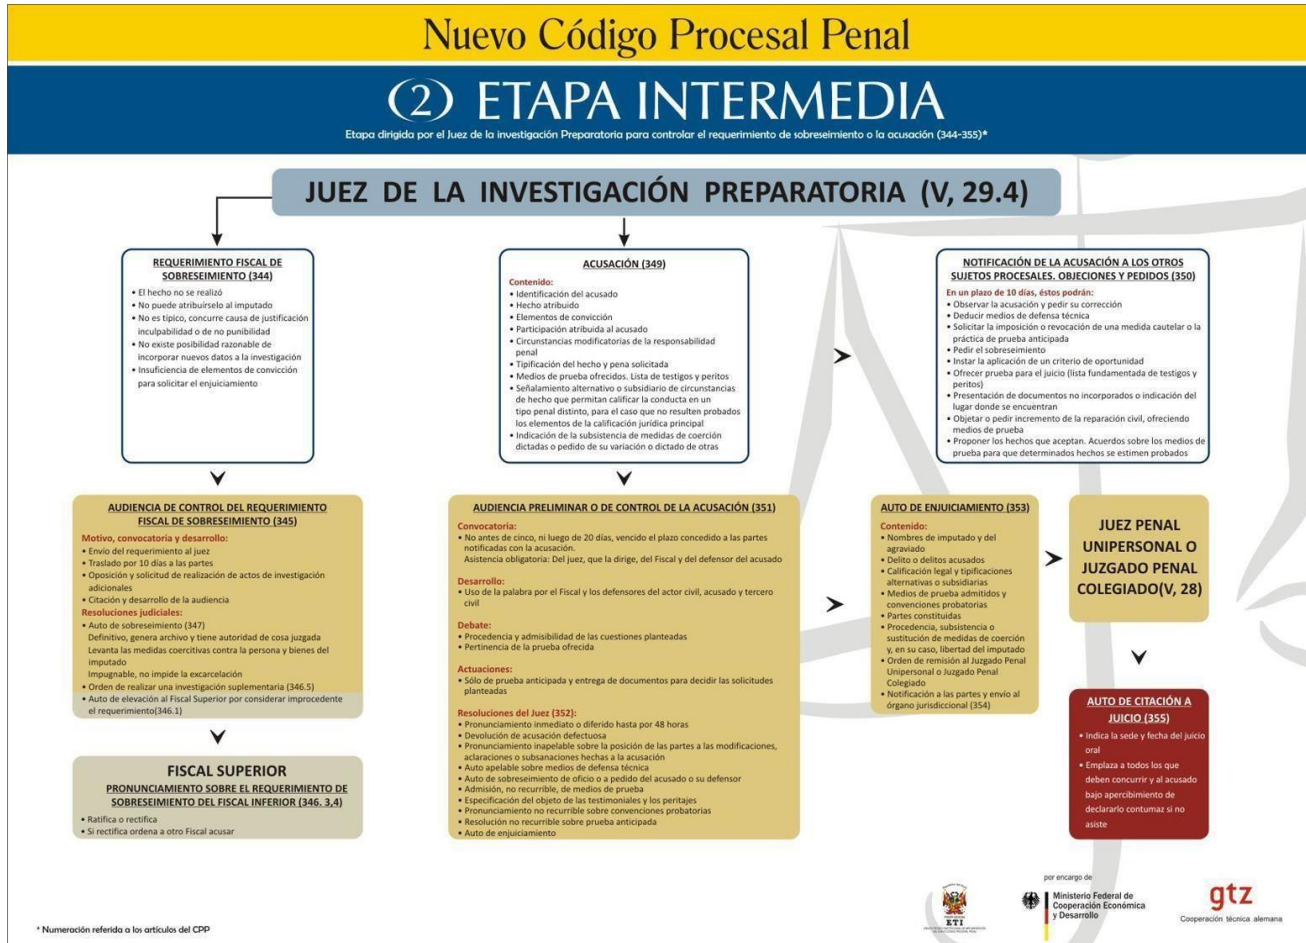 Nuevo Código Procesal Penal
(2) ETAPA INTERMEDIA
Etapa dirigida por el Juez de la investigación Preparatoria para controlar el requerimiento de sobreseimiento o la acusación (344-355)*
JUEZ DE LA INVESTIGACIÓN PREPARATORIA (V, 29.4)
REQUERIMIENTO FISCAL DE
SOBRESEIMIENTO (344)
• El hecho no se realizó
• No puede atribuírselo al imputado
• No es típico, concurre causa de justificación
inculpabilidad o de no punibilidad
• No existe posibilidad razonable de
incorporar nuevos datos a la investigación
• Insuficiencia de elementos de convicción
para solicitar el enjuiciamiento
ACUSACIÓN (349)
Contenido:
• Identificación del acusado
• Hecho atribuido
• Elementos de convicción
• Participación atribuida al acusado
• Circunstancias modificatorias de la responsabilidad
penal
• Tipificación del hecho y pena solicitada
• Medios de prueba ofrecidos. Lista de testigos y peritos
• Señalamiento alternativo o subsidiario de circunstancias
de hecho que permitan calificar la conducta en un
tipo penal distinto, para el caso que no resulten probados
los elementos de la calificación jurídica principal
• Indicación de la subsistencia de medidas de coerción
dictadas o pedido de su variación o dictado de otras
NOTIFICACIÓN DE LA ACUSACIÓN A LOS OTROS
SUJETOS PROCESALES. OBJECIONES Y PEDIDOS (350)
En un plazo de 10 días, éstos podrán:
• Observar la acusación y pedir su corrección
• Deducir medios de defensa técnica
• Solicitar la imposición o revocación de una medida cautelar o la
práctica de prueba anticipada
• Pedir el sobreseimiento
• Instar la aplicación de un criterio de oportunidad
• Ofrecer prueba para el juicio (lista fundamentada de testigos y
peritos)
• Presentación de documentos no incorporados o indicación del
lugar donde se encuentran
• Objetar o pedir incremento de la reparación civil, ofreciendo
medios de prueba
• Proponer los hechos que aceptan. Acuerdos sobre los medios de
prueba para que determinados hechos se estimen probados
AUDIENCIA DE CONTROL DEL REQUERIMIENTO
FISCAL DE SOBRESEIMIENTO (345)
Motivo, convocatoria y desarrollo:
• Envío del requerimiento al juez
• Traslado por 10 días a las partes
• Oposición y solicitud de realización de actos de investigación
adicionales
• Citación y desarrollo de la audiencia
Resoluciones judiciales:
• Auto de sobreseimiento (347)
Definitivo, genera archivo y tiene autoridad de cosa juzgada
Levanta las medidas coercitivas contra la persona y bienes del
imputado
Impugnable, no impide la excarcelación
• Orden de realizar una investigación suplementaria (346.5)
• Auto de elevación al Fiscal Superior por considerar improcedente
el requerimiento(346.1)
FISCAL SUPERIOR
PRONUNCIAMIENTO SOBRE EL REQUERIMIENTO DE
SOBRESEIMIENTO DEL FISCAL INFERIOR (346. 3,4)
• Ratifica o rectifica
• Si rectifica ordena a otro Fiscal acusar
AUDIENCIA PRELIMINAR O DE CONTROL DE LA ACUSACIÓN (351)
Convocatoria:
• No antes de cinco, ni luego de 20 días, vencido el plazo concedido a las partes
notificadas con la acusación.
Asistencia obligatoria: Del juez, que la dirige, del Fiscal y del defensor del acusado
Desarrollo:
• Uso de la palabra por el Fiscal y los defensores del actor civil, acusado y tercero
civil
Debate:
• Procedencia y admisibilidad de las cuestiones planteadas
• Pertinencia de la prueba ofrecida
Actuaciones:
• Sólo de prueba anticipada y entrega de documentos para decidir las solicitudes
planteadas
Resoluciones del Juez (352):
• Pronunciamiento inmediato o diferido hasta por 48 horas
• Devolución de acusación defectuosa
• Pronunciamiento inapelable sobre la posición de las partes a las modificaciones,
aclaraciones o subsanaciones hechas a la acusación
• Auto apelable sobre medios de defensa técnica
• Auto de sobreseimiento de oficio o a pedido del acusado o su defensor
• Admisión, no recurrible, de medios de prueba
• Especificación del objeto de las testimoniales y los peritajes
• Pronunciamiento no recurrible sobre convenciones probatorias
• Resolución no recurrible sobre prueba anticipada
• Auto de enjuiciamiento
AUTO DE ENJUICIAMIENTO (353)
Contenido:
• Nombres de imputado y del
agraviado
• Delito o delitos acusados
• Calificación legal y tipificaciones
alternativas o subsidiarias
• Medios de prueba admitidos y
convenciones probatorias
• Partes constituidas
• Procedencia, subsistencia o
sustitución de medidas de coerción
y, en su caso, libertad del imputado
• Orden de remisión al Juzgado Penal
Unipersonal o Juzgado Penal
Colegiado
• Notificación a las partes y envío al
órgano jurisdiccional (354)
JUEZ PENAL
UNIPERSONAL O
JUZGADO PENAL
COLEGIADO(V, 28)
AUTO DE CITACIÓN A
JUICIO (355)
• Indica la sede y fecha del juicio
oral
• Emplaza a todos los que
deben concurrir y al acusado
bajo apercibimiento de
declararlo contumaz si no
asiste
ETI
por encargo de
Ministerio Federal de
Cooperación Económica
y Desarrollo
gtz
Cooperación técnica alemana
* Numeración referida a los artículos del CPP